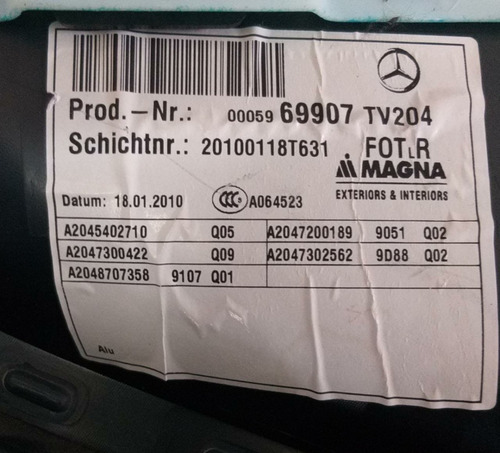 Prod.-Nr.: 00059 69907 TV204
Schichtnr.: 20100118T631 FOTLR
MAGNA
Datum: 18.01.2010 CCC A064523 EXTERIORS & INTERIORS
A2045402710 Q05 A2047200189 9051 Q02
A2047300422 Q09 A2047302562 9D88 Q02
A2048707358 9107 Q01
Alu